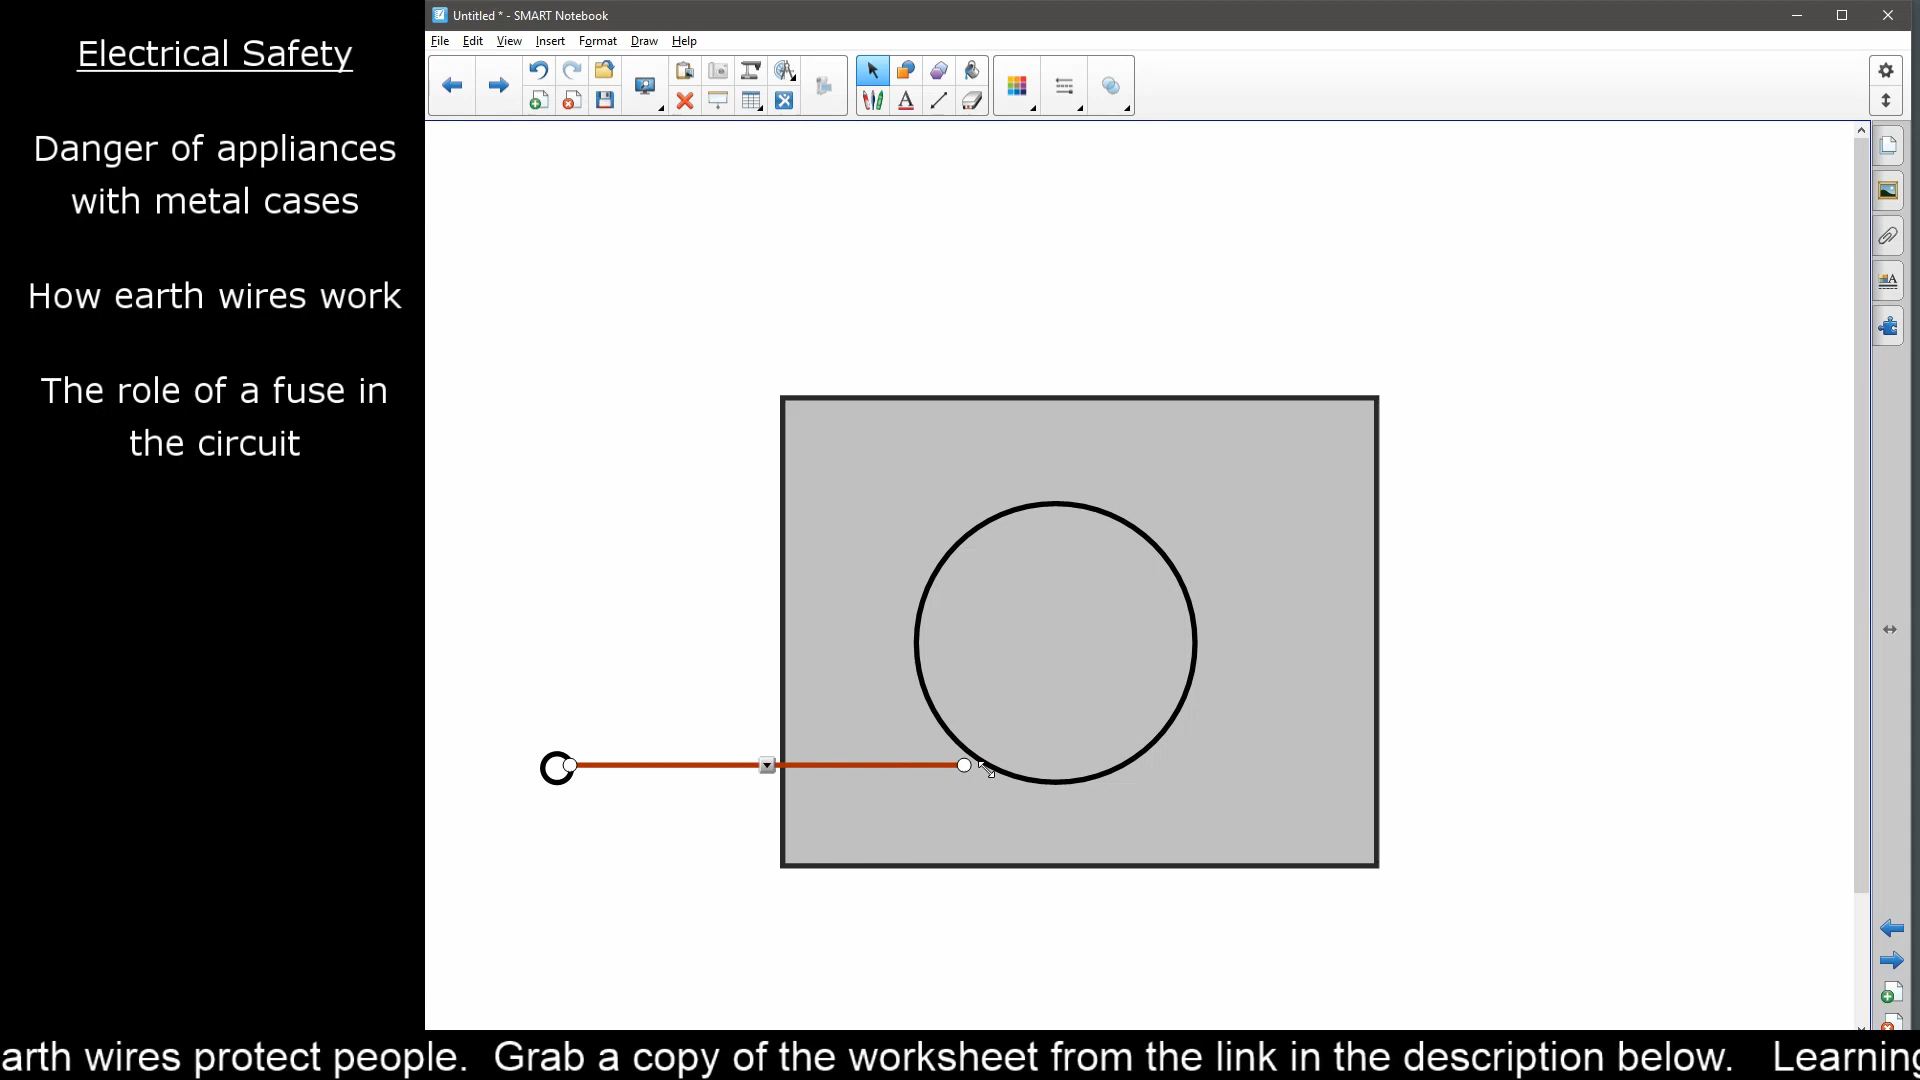 Electrical Safety
Danger of appliances
with metal cases
How earth wires work
The role of a fuse in
the circuit
Untitled * - SMART Notebook
File Edit View Insert Format Draw Help
arth wires protect people. Grab a copy of the worksheet from the link in the description below. Learning